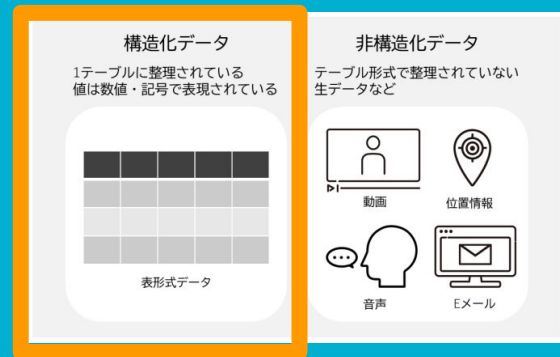 構造化データ
1テーブルに整理されている
値は数値・記号で表現されている
表形式データ
非構造化データ
テーブル形式で整理されていない
生データなど
動画
位置情報
音声
Eメール